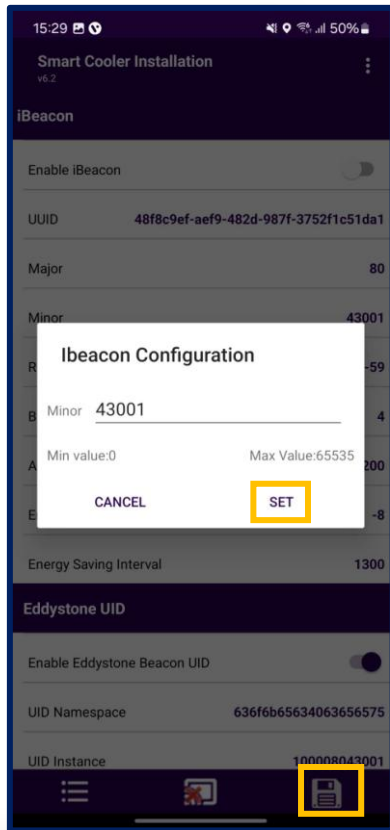 15:29 50%
Smart Cooler Installation
v6.2
iBeacon
Enable iBeacon
UUID 48f8c9ef-aef9-482d-987f-3752f1c51da1
Major 80
Minor 43001
R -59
Ibeacon Configuration
B 4
Minor 43001
A 200
Min value:0 Max Value:65535
E -8
CANCEL SET
Energy Saving Interval 1300
Eddystone UID
Enable Eddystone Beacon UID
UID Namespace 636f6b65634063656575
UID Instance 100008043001